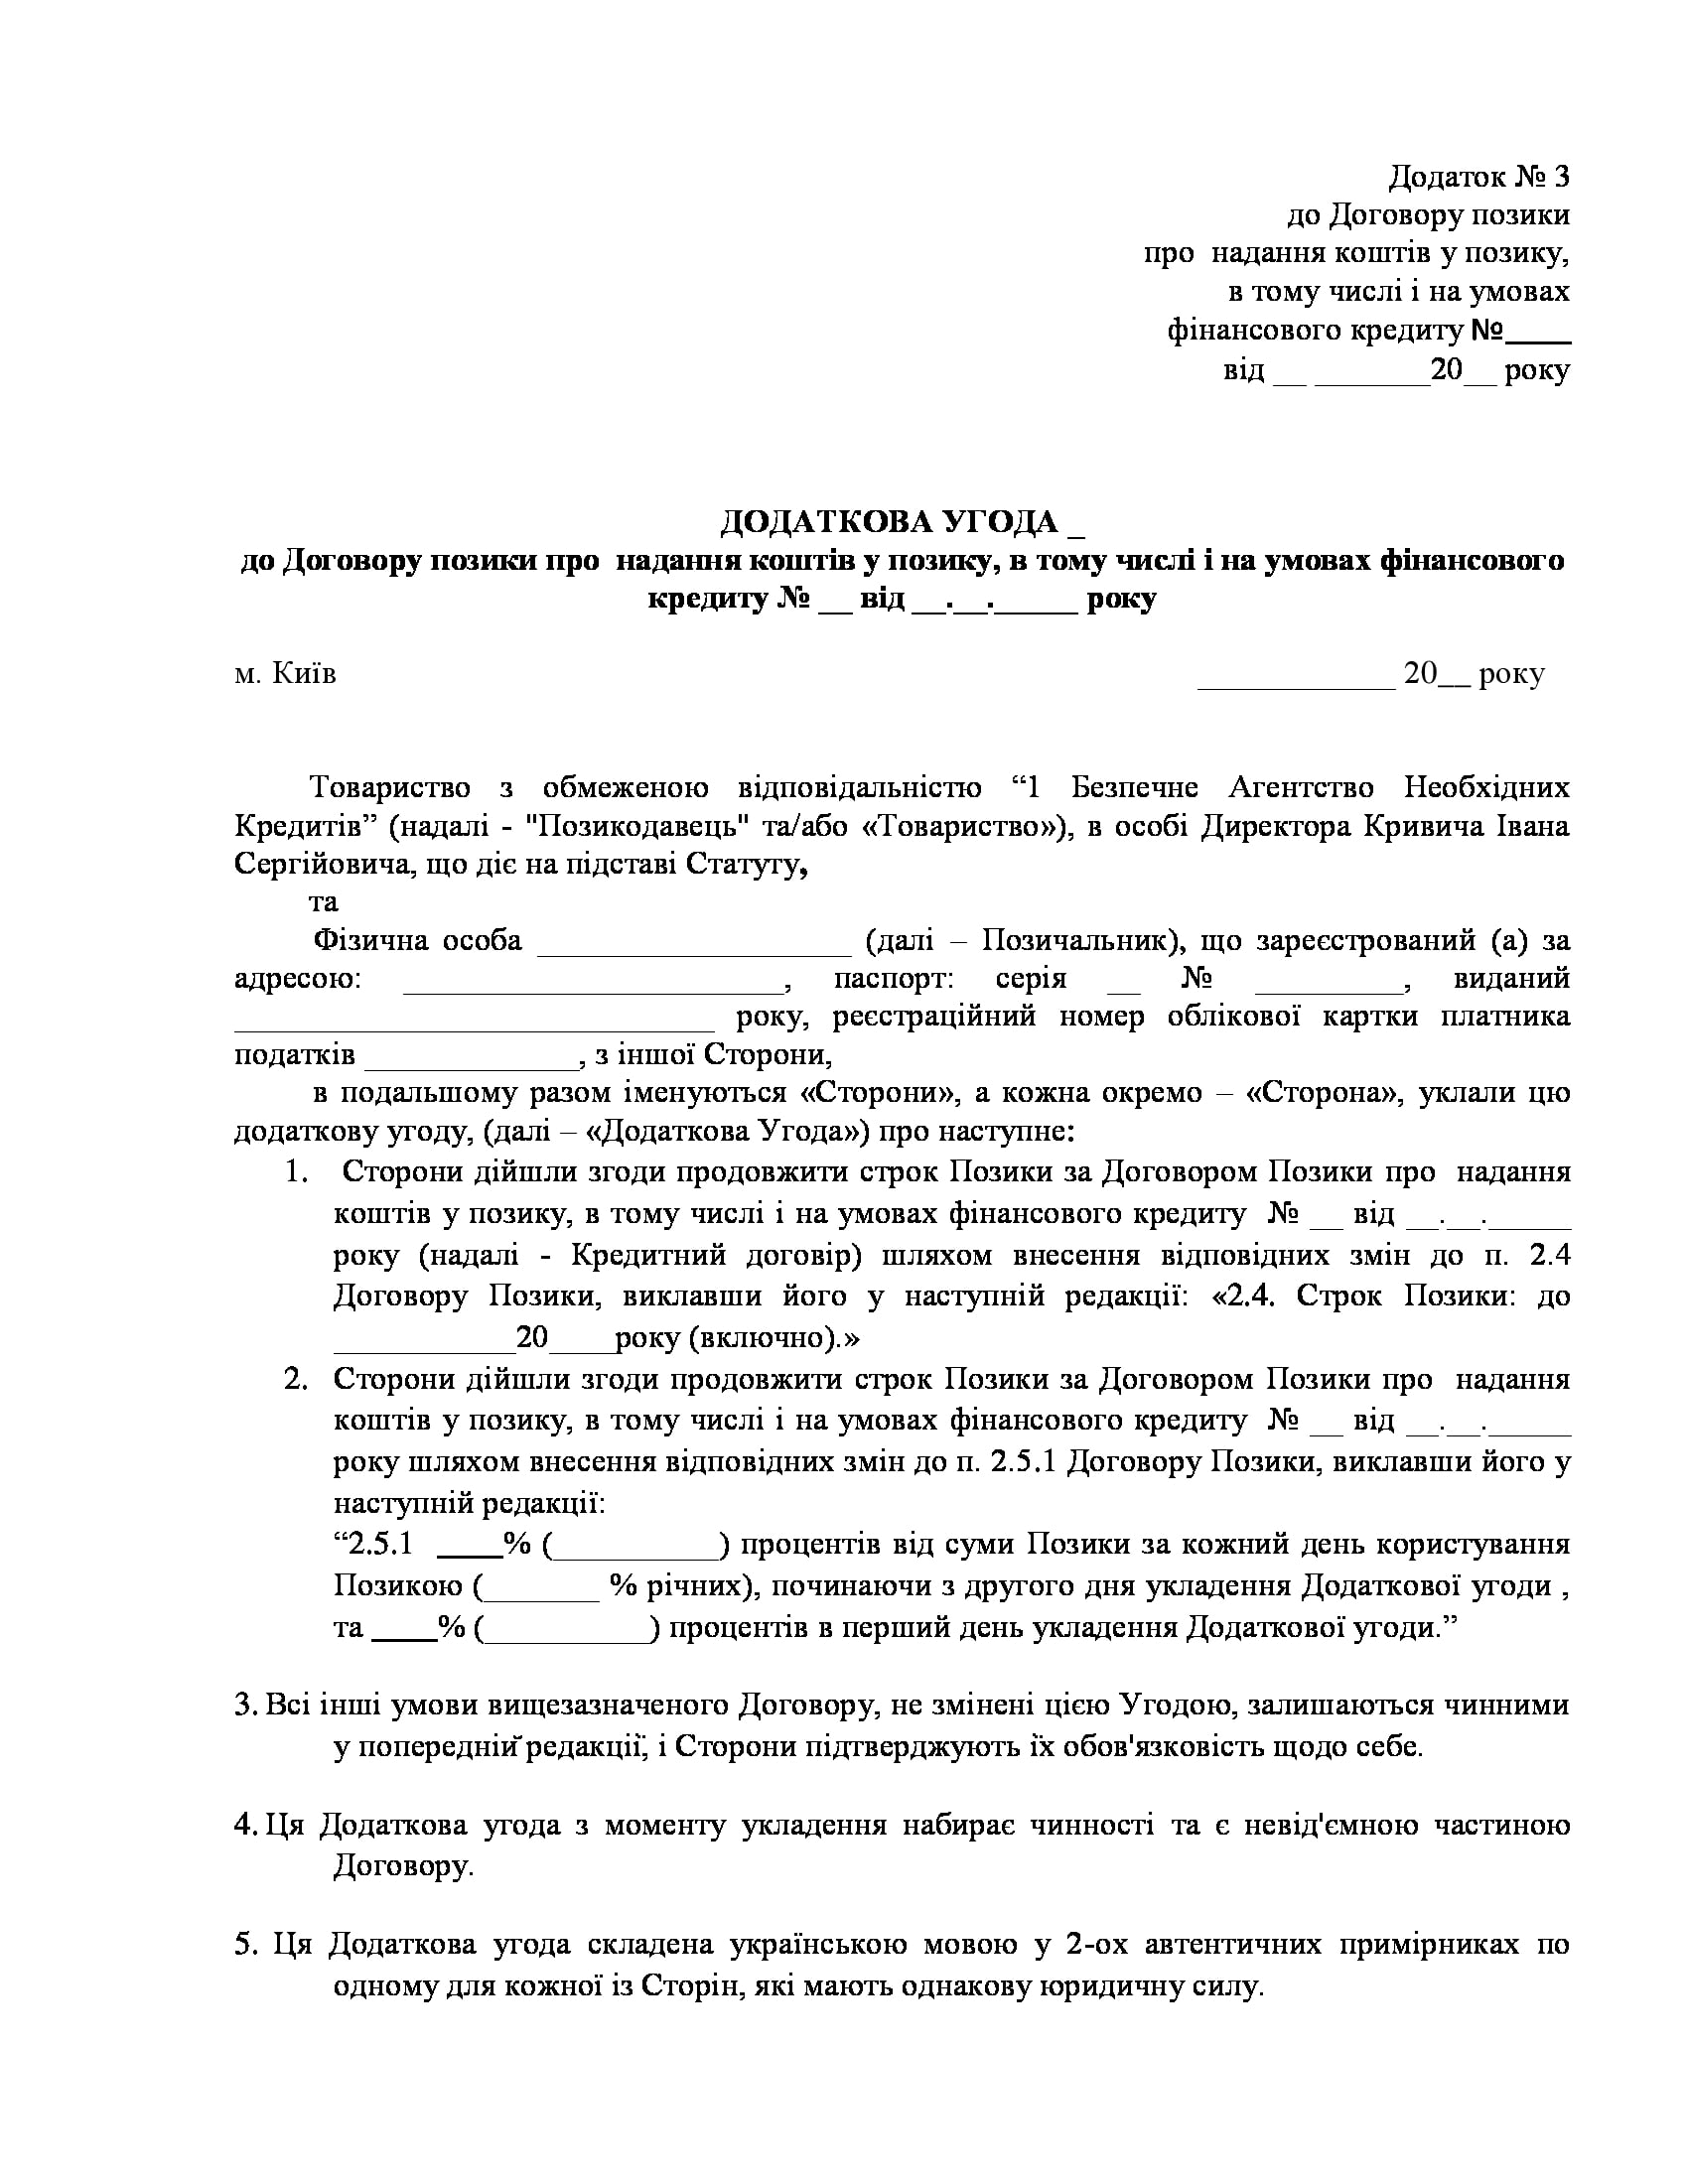 Додаток № 3
до Договору позики
про  надання коштів у позику,
в тому числі і на умовах
фінансового кредиту №____
від __ _______20__ року
ДОДАТКОВА УГОДА _
до Договору позики про  надання коштів у позику, в тому числі і на умовах фінансового
кредиту № __ від __.__._____ року
м. Київ ____________ 20__ року
Товариство з обмеженою відповідальністю “1 Безпечне Агентство Необхідних
Кредитів” (надалі - "Позикодавець" та/або «Товариство»), в особі Директора Кривича Івана
Сергійовича, що діє на підставі Статуту,
та
Фізична особа ___________________ (далі – Позичальник), що зареєстрований (а) за
адресою: _______________________, паспорт: серія __ № _________, виданий
_____________________________ року, реєстраційний номер облікової картки платника
податків _____________, з іншої Сторони,
в подальшому разом іменуються «Сторони», а кожна окремо – «Сторона», уклали цю
додаткову угоду, (далі – «Додаткова Угода») про наступне:
1. Сторони дійшли згоди продовжити строк Позики за Договором Позики про  надання
коштів у позику, в тому числі і на умовах фінансового кредиту  № __ від __.__._____
року (надалі - Кредитний договір) шляхом внесення відповідних змін до п. 2.4
Договору Позики, виклавши його у наступній редакції: «2.4. Строк Позики: до
___________20____року (включно).»
2. Сторони дійшли згоди продовжити строк Позики за Договором Позики про  надання
коштів у позику, в тому числі і на умовах фінансового кредиту  № __ від __.__._____
року шляхом внесення відповідних змін до п. 2.5.1 Договору Позики, виклавши його у
наступній редакції:
“2.5.1  ____% (__________) процентів від суми Позики за кожний день користування
Позикою (_______ % річних), починаючи з другого дня укладення Додаткової угоди ,
та ____% (__________) процентів в перший день укладення Додаткової угоди.”
3. Всі інші умови вищезазначеного Договору, не змінені цією Угодою, залишаються чинними
у попередній редакції, і Сторони підтверджують їх обов'язковість щодо себе.
4. Ця Додаткова угода з моменту укладення набирає чинності та є невід'ємною частиною
Договору.
5. Ця Додаткова угода складена українською мовою у 2-ох автентичних примірниках по
одному для кожної із Сторін, які мають однакову юридичну силу.